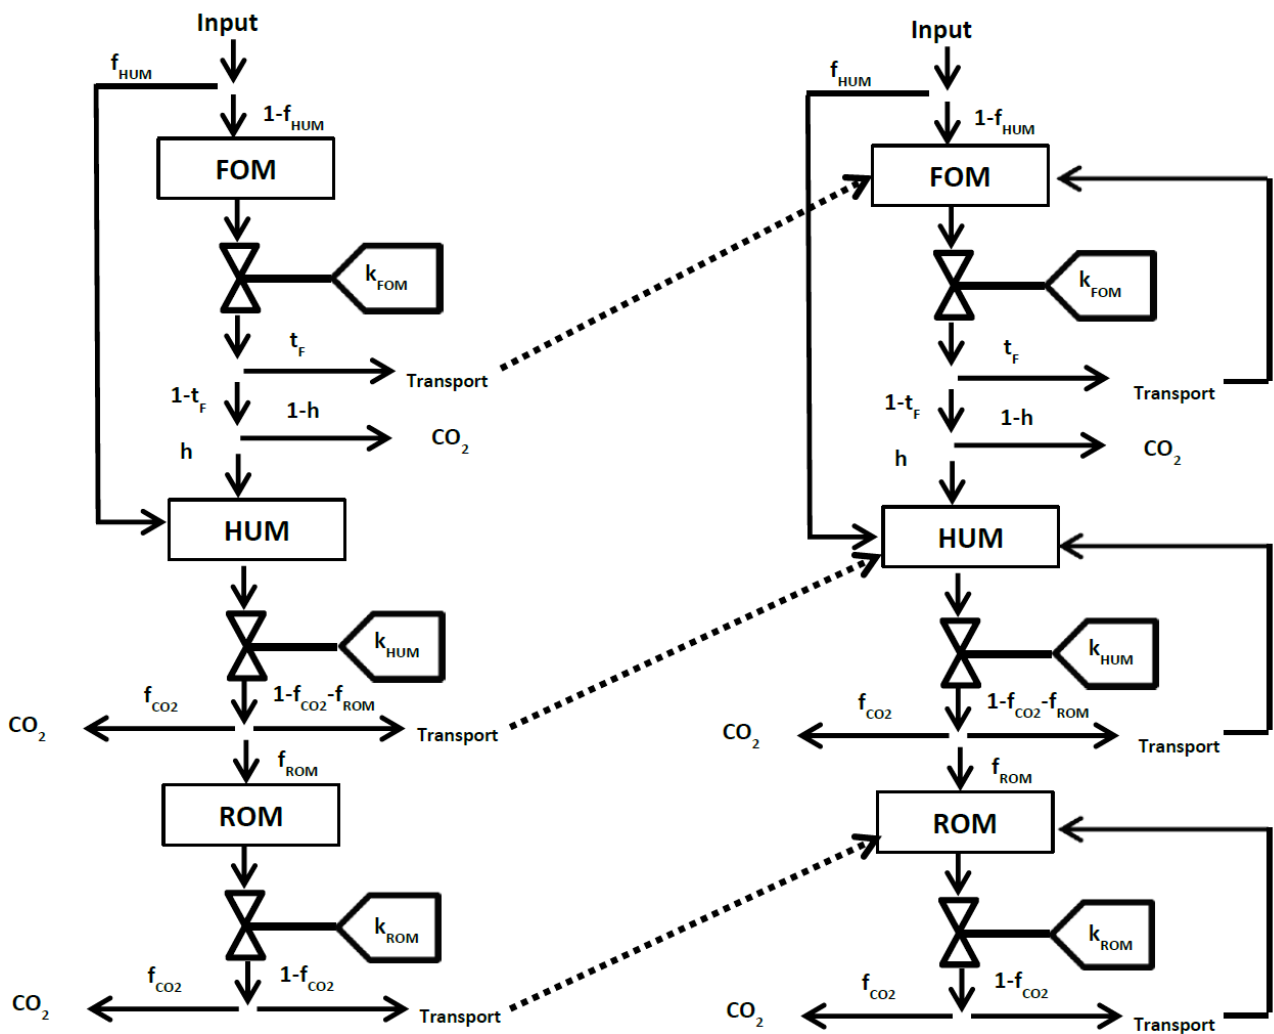 Input
f_HUM
1-f_HUM
FOM
k_FOM
t_F
Transport
1-t_F
1-h
CO_2
h
HUM
k_HUM
f_CO2
1-f_CO2-f_ROM
CO_2
Transport
f_ROM
ROM
k_ROM
f_CO2
1-f_CO2
CO_2
Transport
Input
f_HUM
1-f_HUM
FOM
k_FOM
t_F
Transport
1-t_F
1-h
CO_2
h
HUM
k_HUM
f_CO2
1-f_CO2-f_ROM
CO_2
Transport
f_ROM
ROM
k_ROM
f_CO2
1-f_CO2
CO_2
Transport